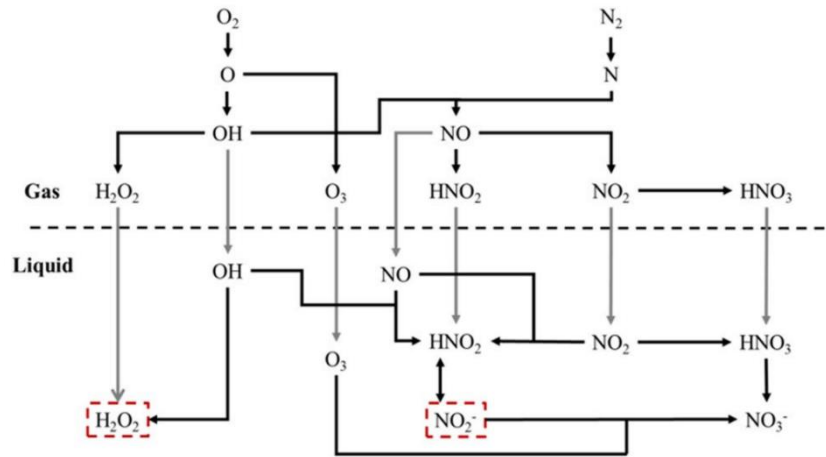 O₂ N₂
O N
OH NO
Gas H₂O₂ O₃ HNO₂ NO₂ HNO₃
Liquid
OH NO
HNO₂ NO₂ HNO₃
O₃
H₂O₂ NO₂⁻ NO₃⁻